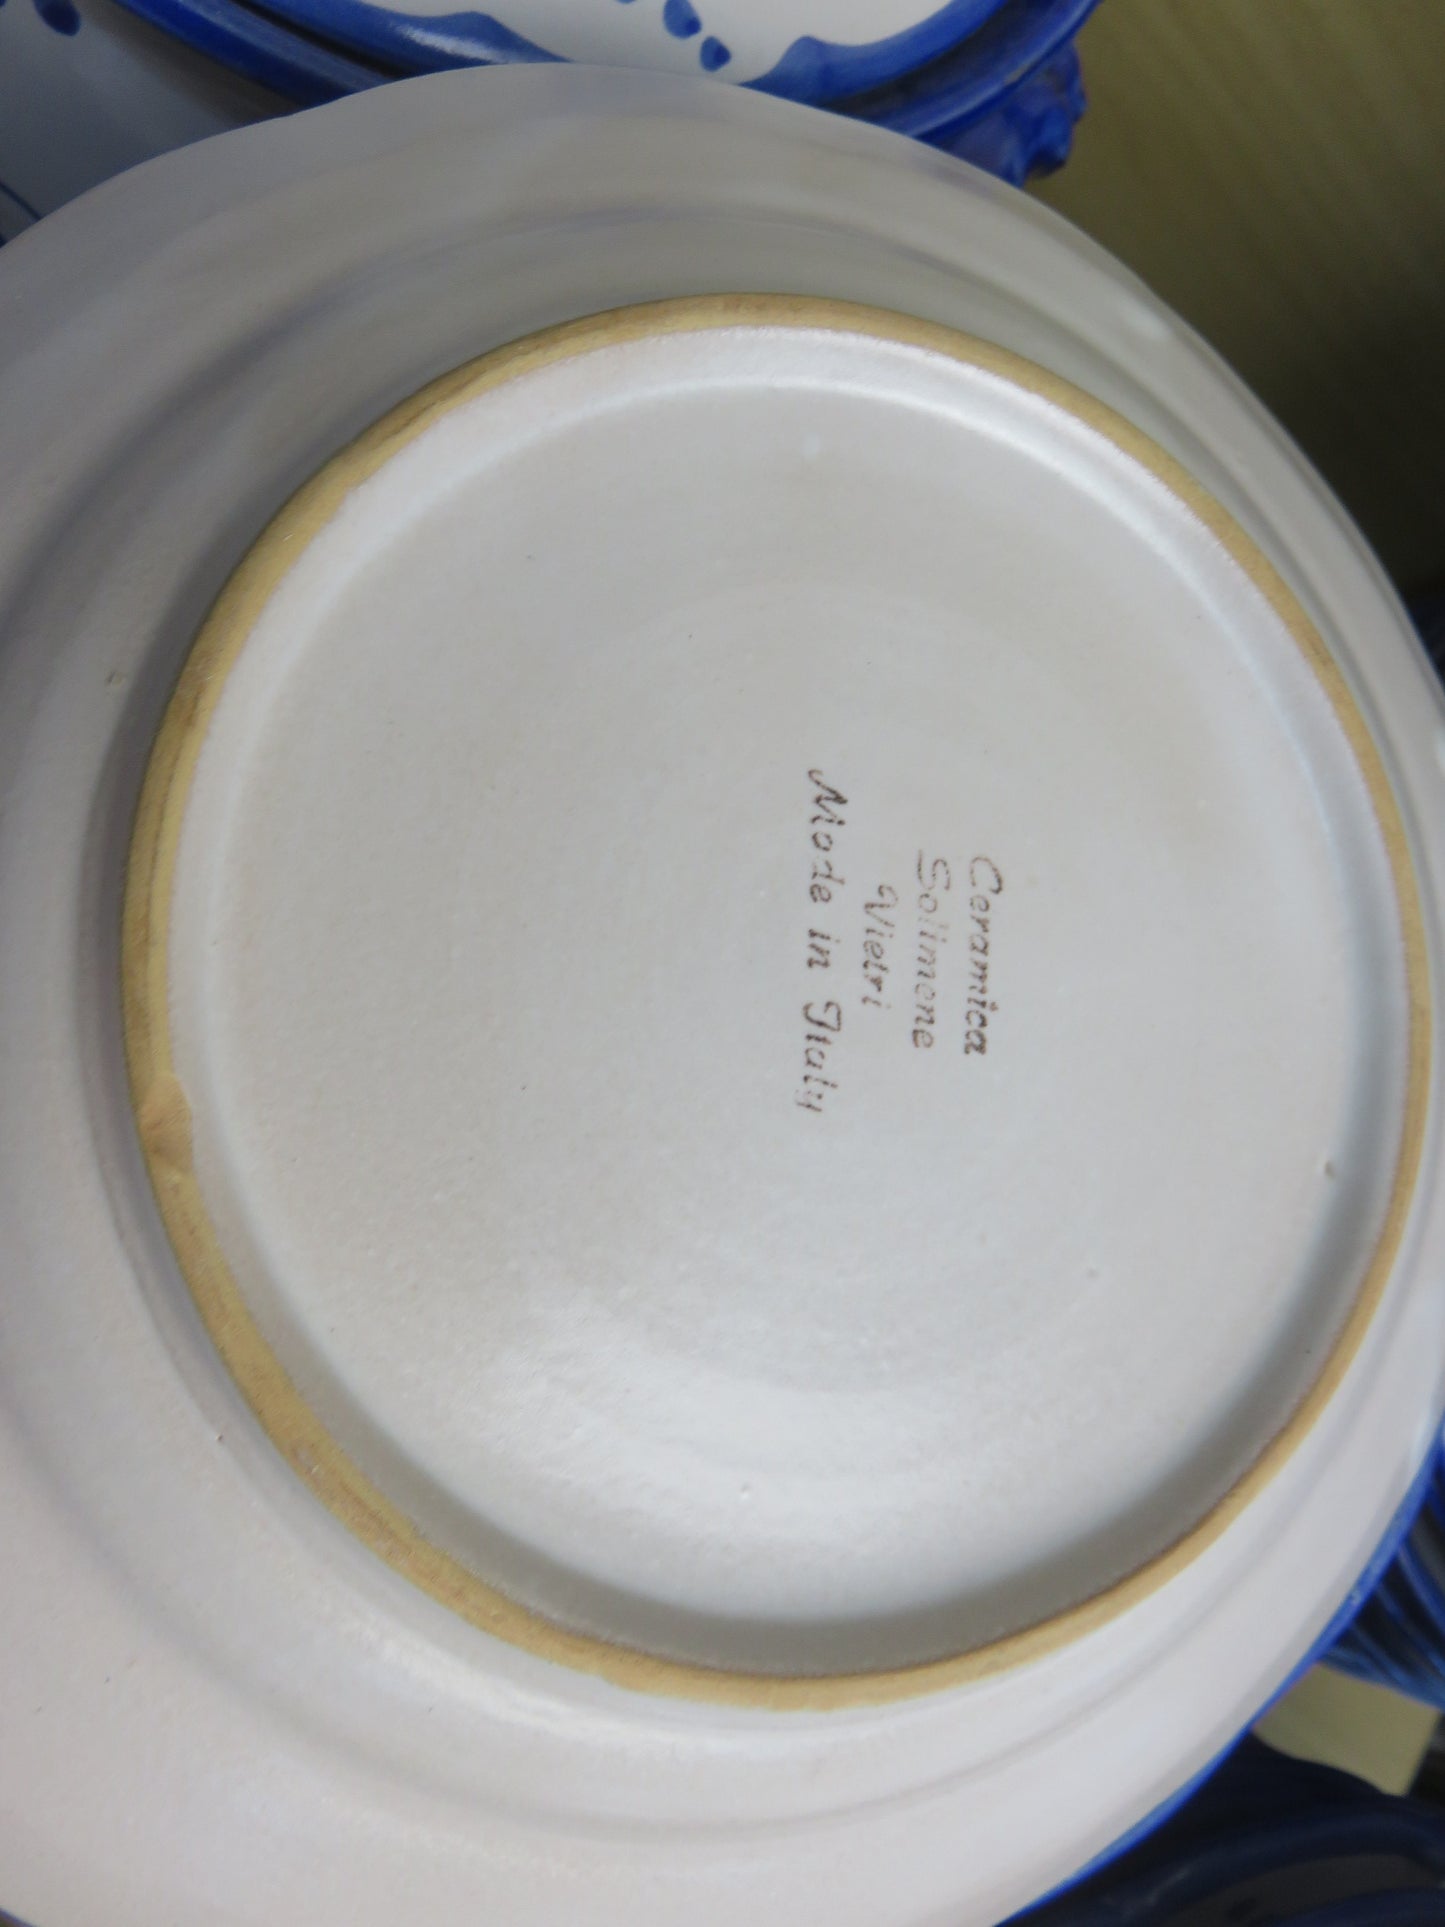 Ceramica
Solimene
Vietri
Made in Italy